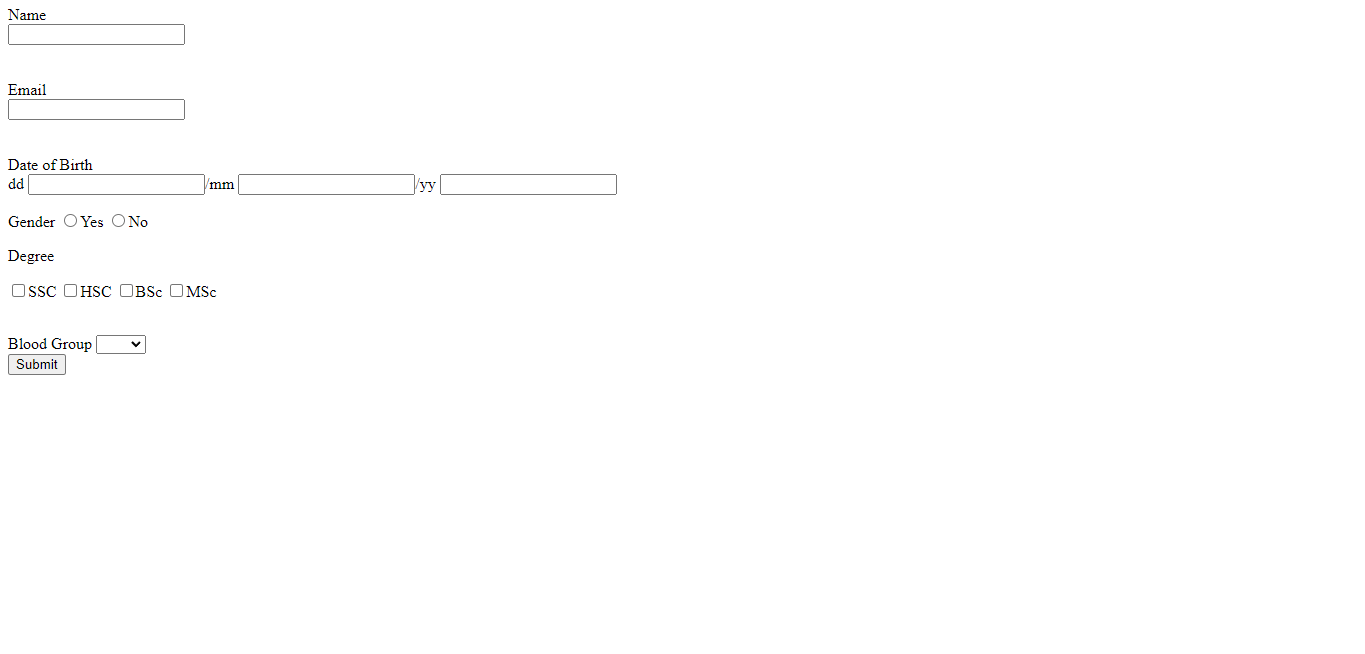 Name
Email
Date of Birth
dd /mm /yy
Gender Yes No
Degree
SSC HSC BSc MSc
Blood Group
Submit